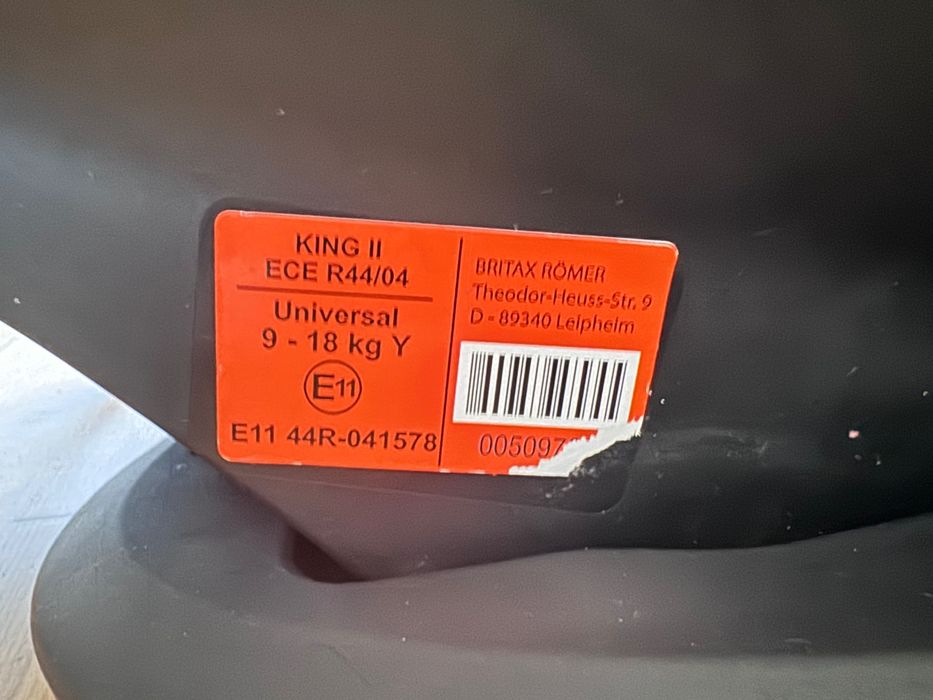 KING II
ECE R44/04
Universal
9 - 18 kg Y
E11
E11 44R-041578
BRITAX RÖMER
Theodor-Heuss-Str. 9
D - 89340 Leipheim